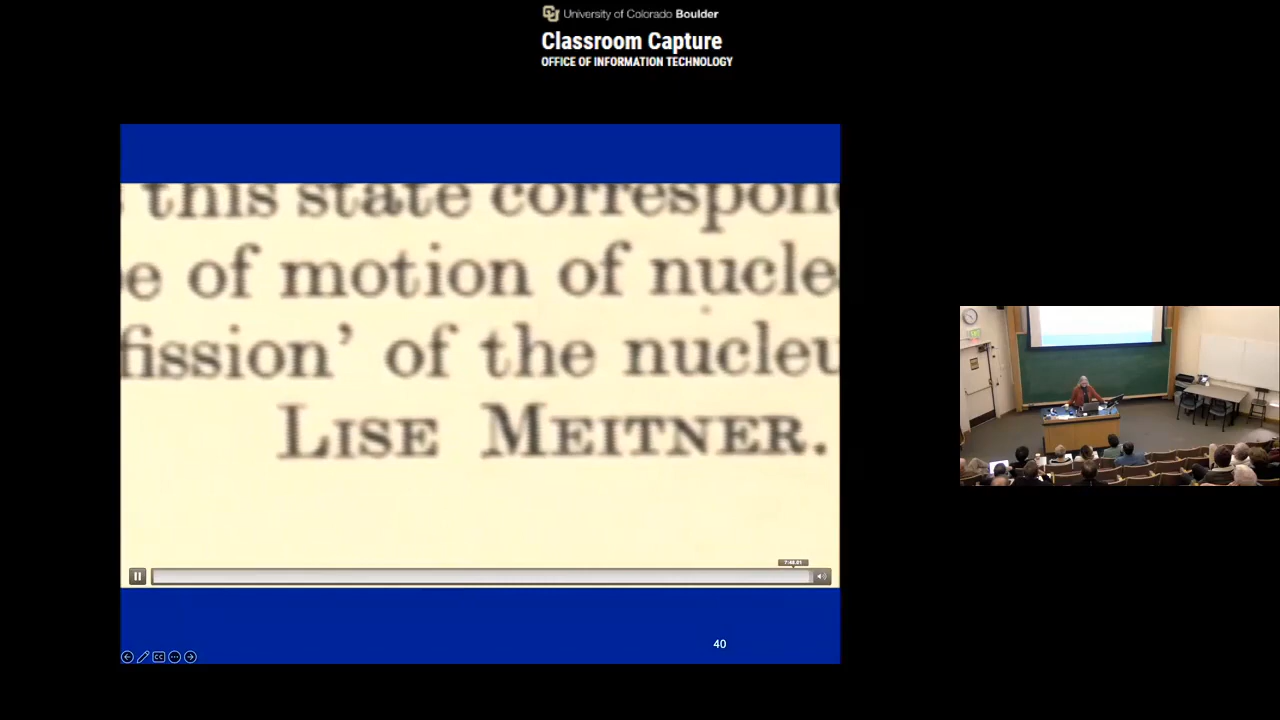 University of Colorado Boulder
Classroom Capture
OFFICE OF INFORMATION TECHNOLOGY
this state correspon
e of motion of nucle
fission’ of the nucleu
LISE MEITNER.
40